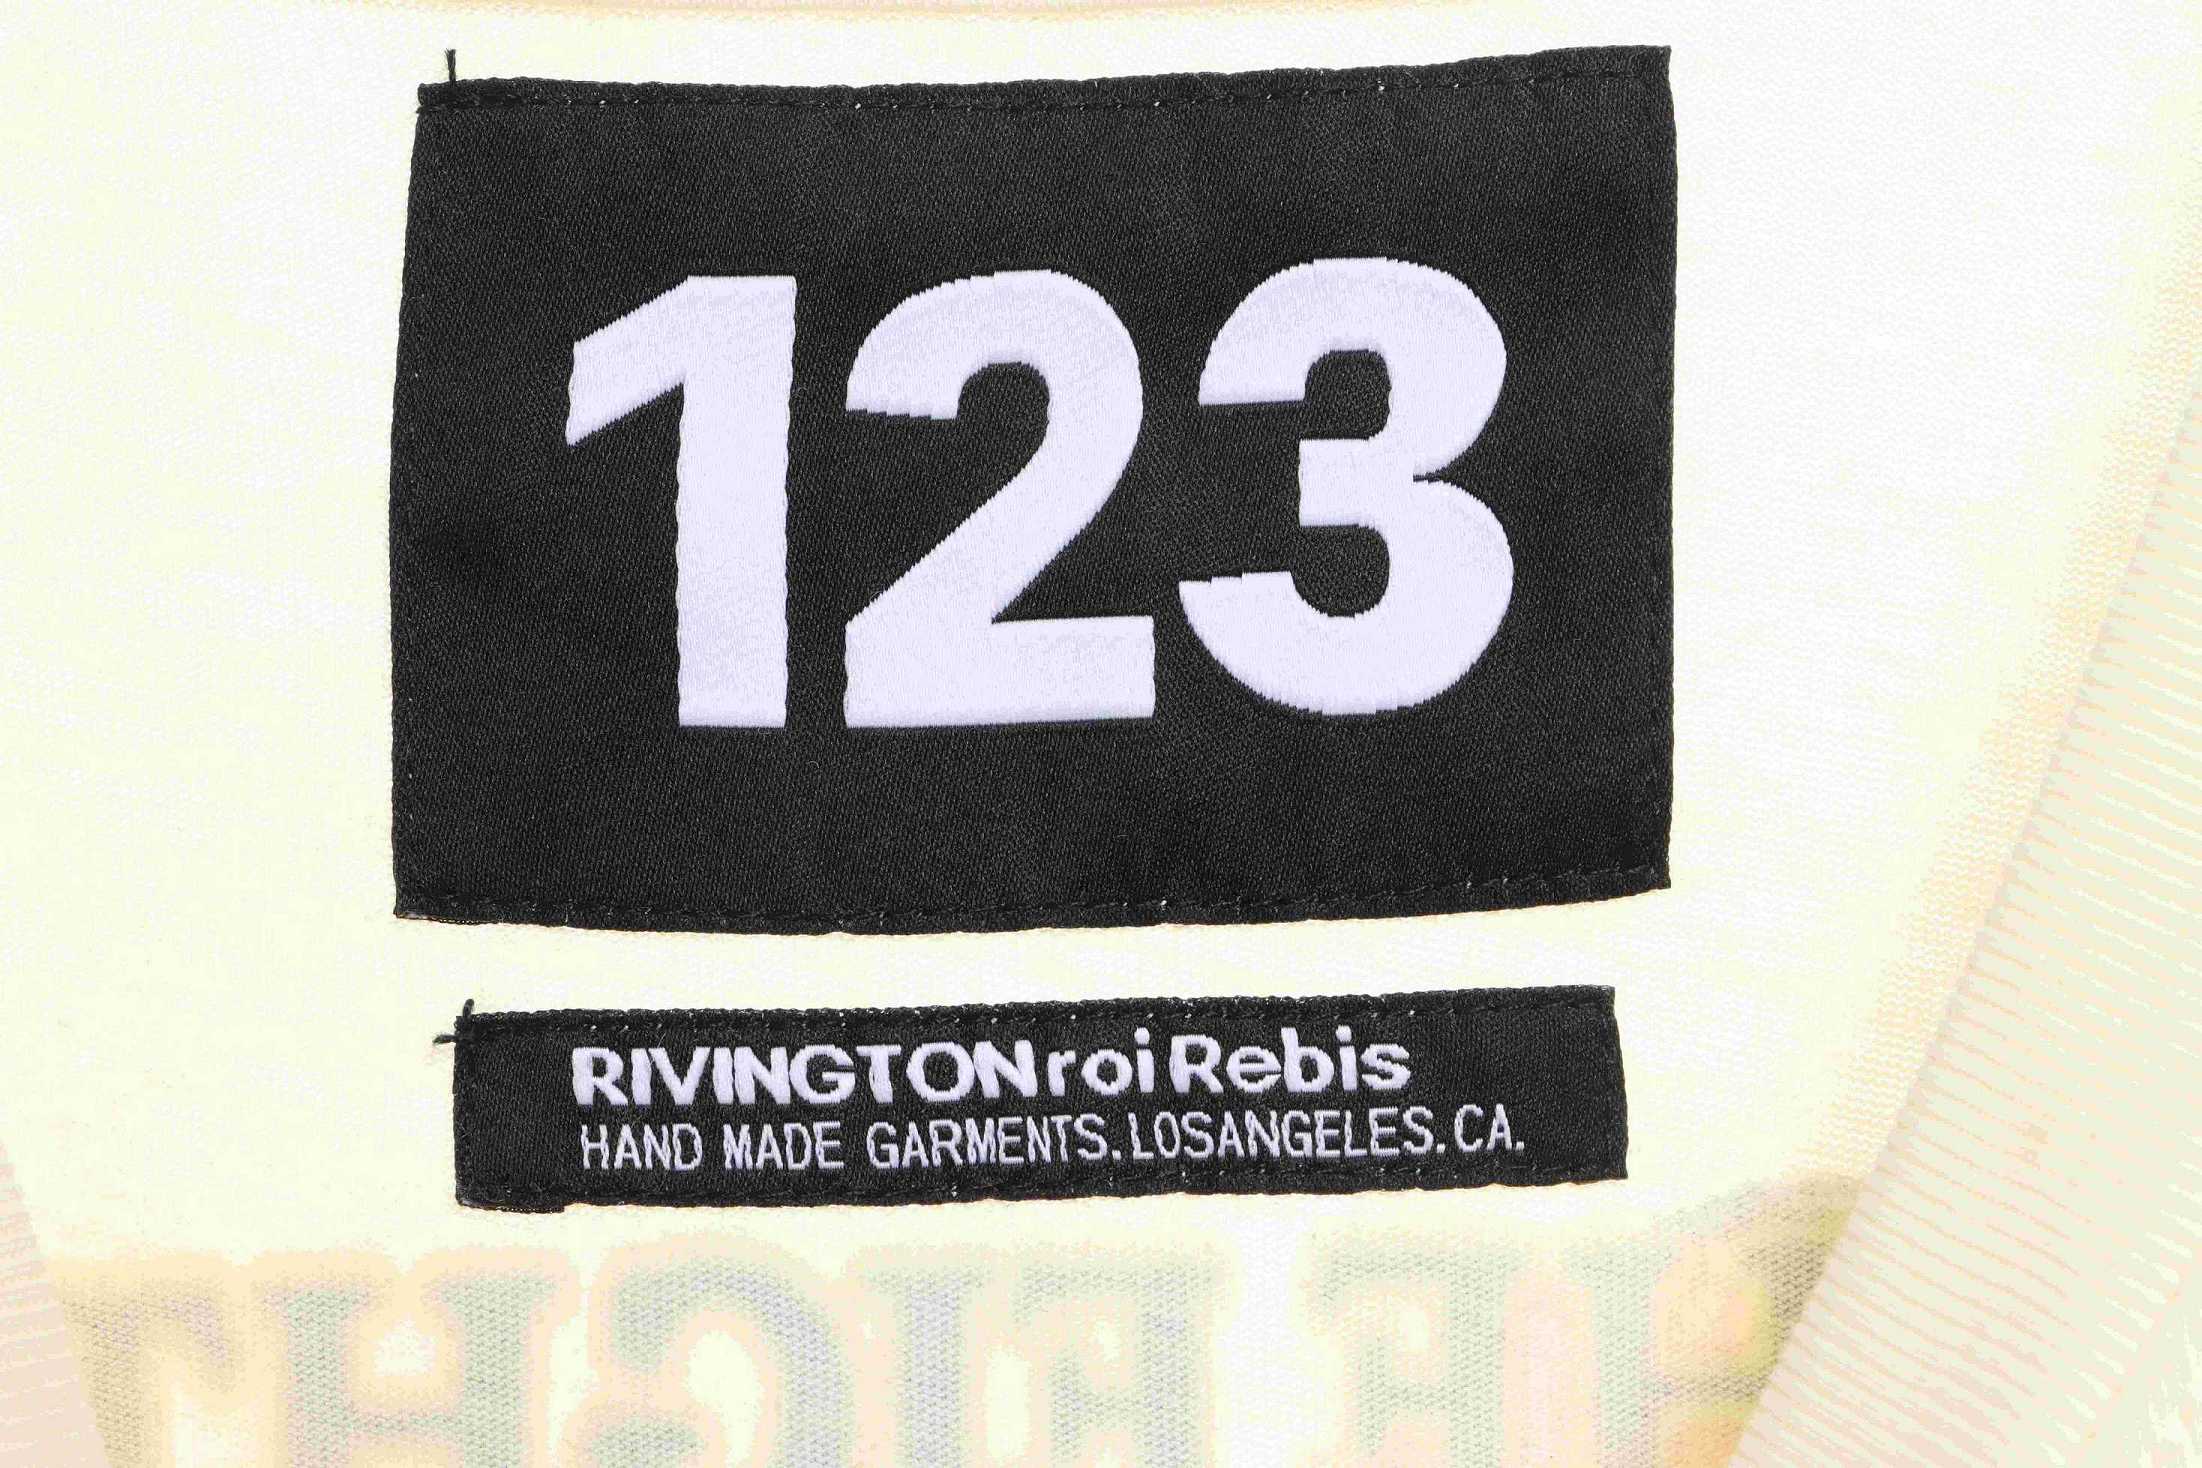 123
RIVINGTONroiRebis
HAND MADE GARMENTS.LOSANGELES.CA.